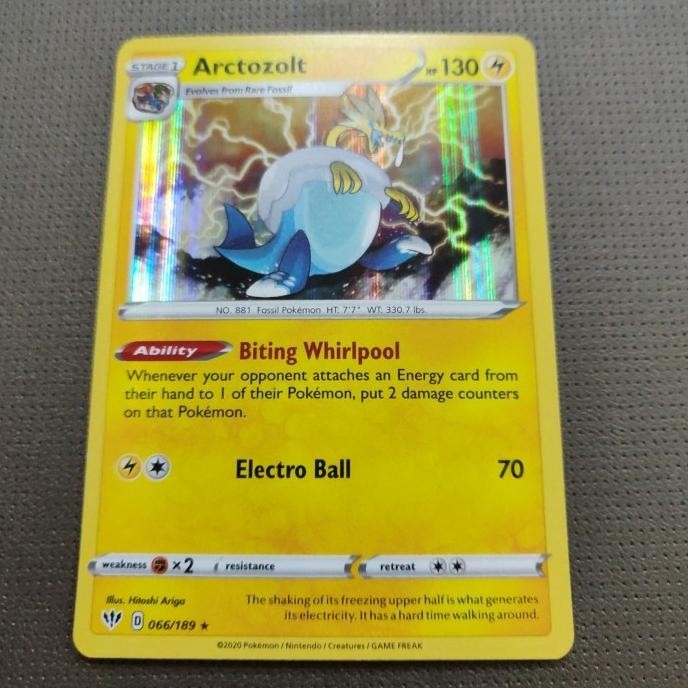 STAGE 1 Arctozolt HP 130
Evolves from Rare Fossil
NO. 881 Fossil Pokémon HT: 7'7" WT: 330.7 lbs.
Ability Biting Whirlpool
Whenever your opponent attaches an Energy card from
their hand to 1 of their Pokémon, put 2 damage counters
on that Pokémon.
Electro Ball 70
weakness ×2 resistance retreat
Illus. Hitoshi Ariga
The shaking of its freezing upper half is what generates
its electricity. It has a hard time walking around.
D 066/189 ★
©2020 Pokémon / Nintendo / Creatures / GAME FREAK